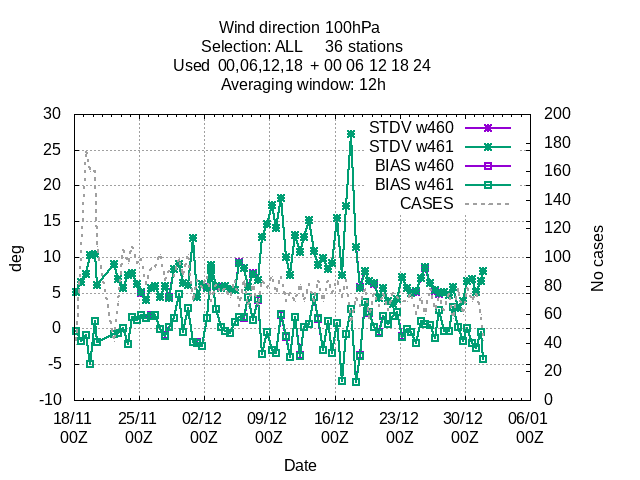 Wind direction 100hPa
Selection: ALL 36 stations
Used 00,06,12,18 + 00 06 12 18 24
Averaging window: 12h
30
25
20
15
10
5
0
-5
-10
deg
200
180
160
140
120
100
80
60
40
20
0
No cases
STDV w460
STDV w461
BIAS w460
BIAS w461
CASES
18/11 25/11 02/12 09/12 16/12 23/12 30/12 06/01
00Z 00Z 00Z 00Z 00Z 00Z 00Z 00Z
Date